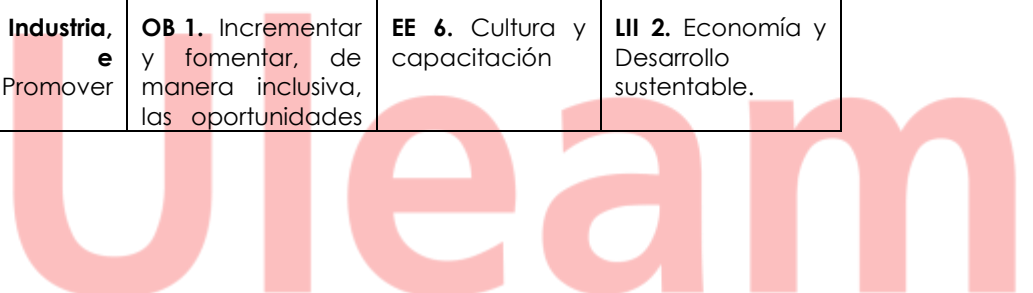 Industria,
e
Promover
OB 1. Incrementar
y fomentar, de
manera inclusiva,
las oportunidades
EE 6. Cultura y
capacitación
LII 2. Economía y
Desarrollo
sustentable.
Uleam